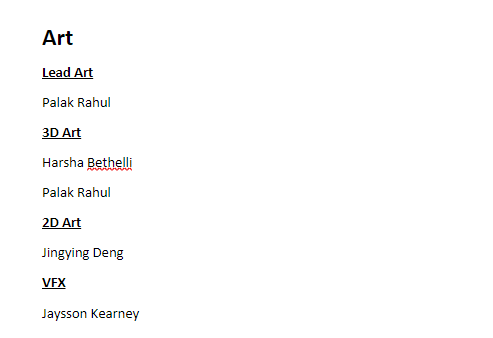 Art
Lead Art
Palak Rahul
3D Art
Harsha Bethelli
Palak Rahul
2D Art
Jingying Deng
VFX
Jaysson Kearney